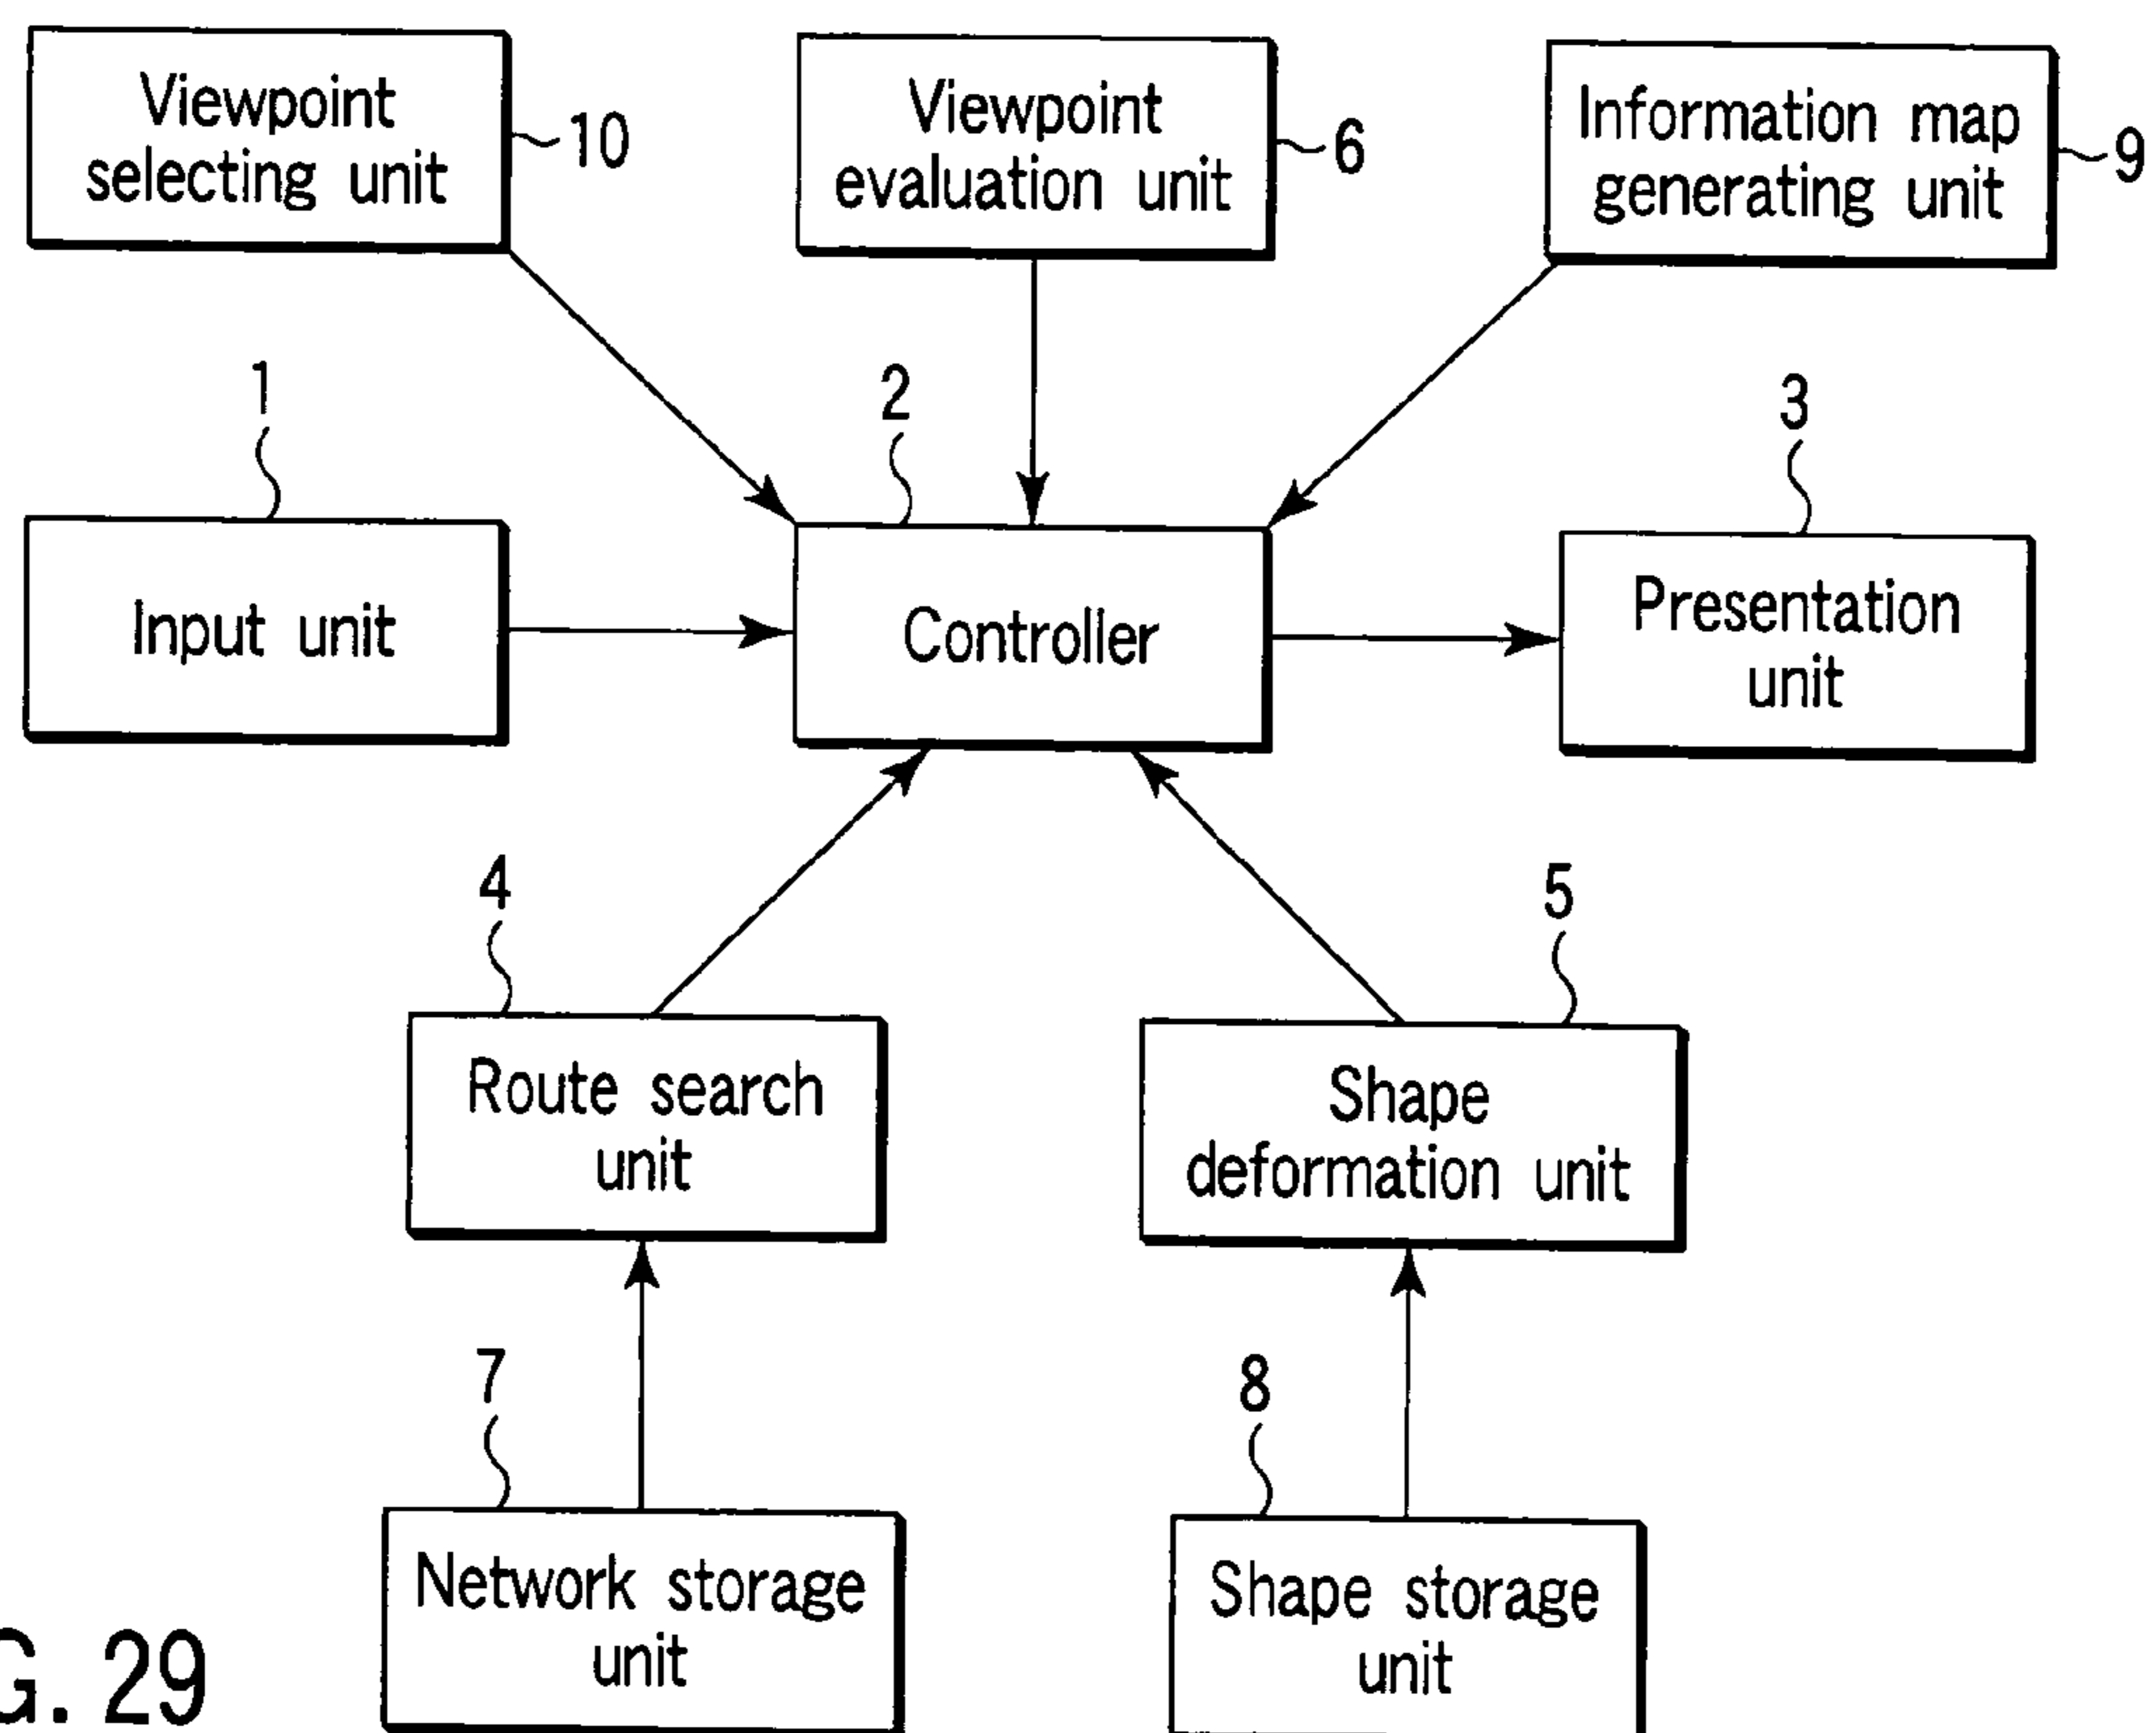 Viewpoint
selecting unit
10
Viewpoint
evaluation unit
6
Information map
generating unit
9
1
Input unit
2
Controller
3
Presentation
unit
4
Route search
unit
5
Shape
deformation unit
7
Network storage
unit
8
Shape storage
unit
G. 29